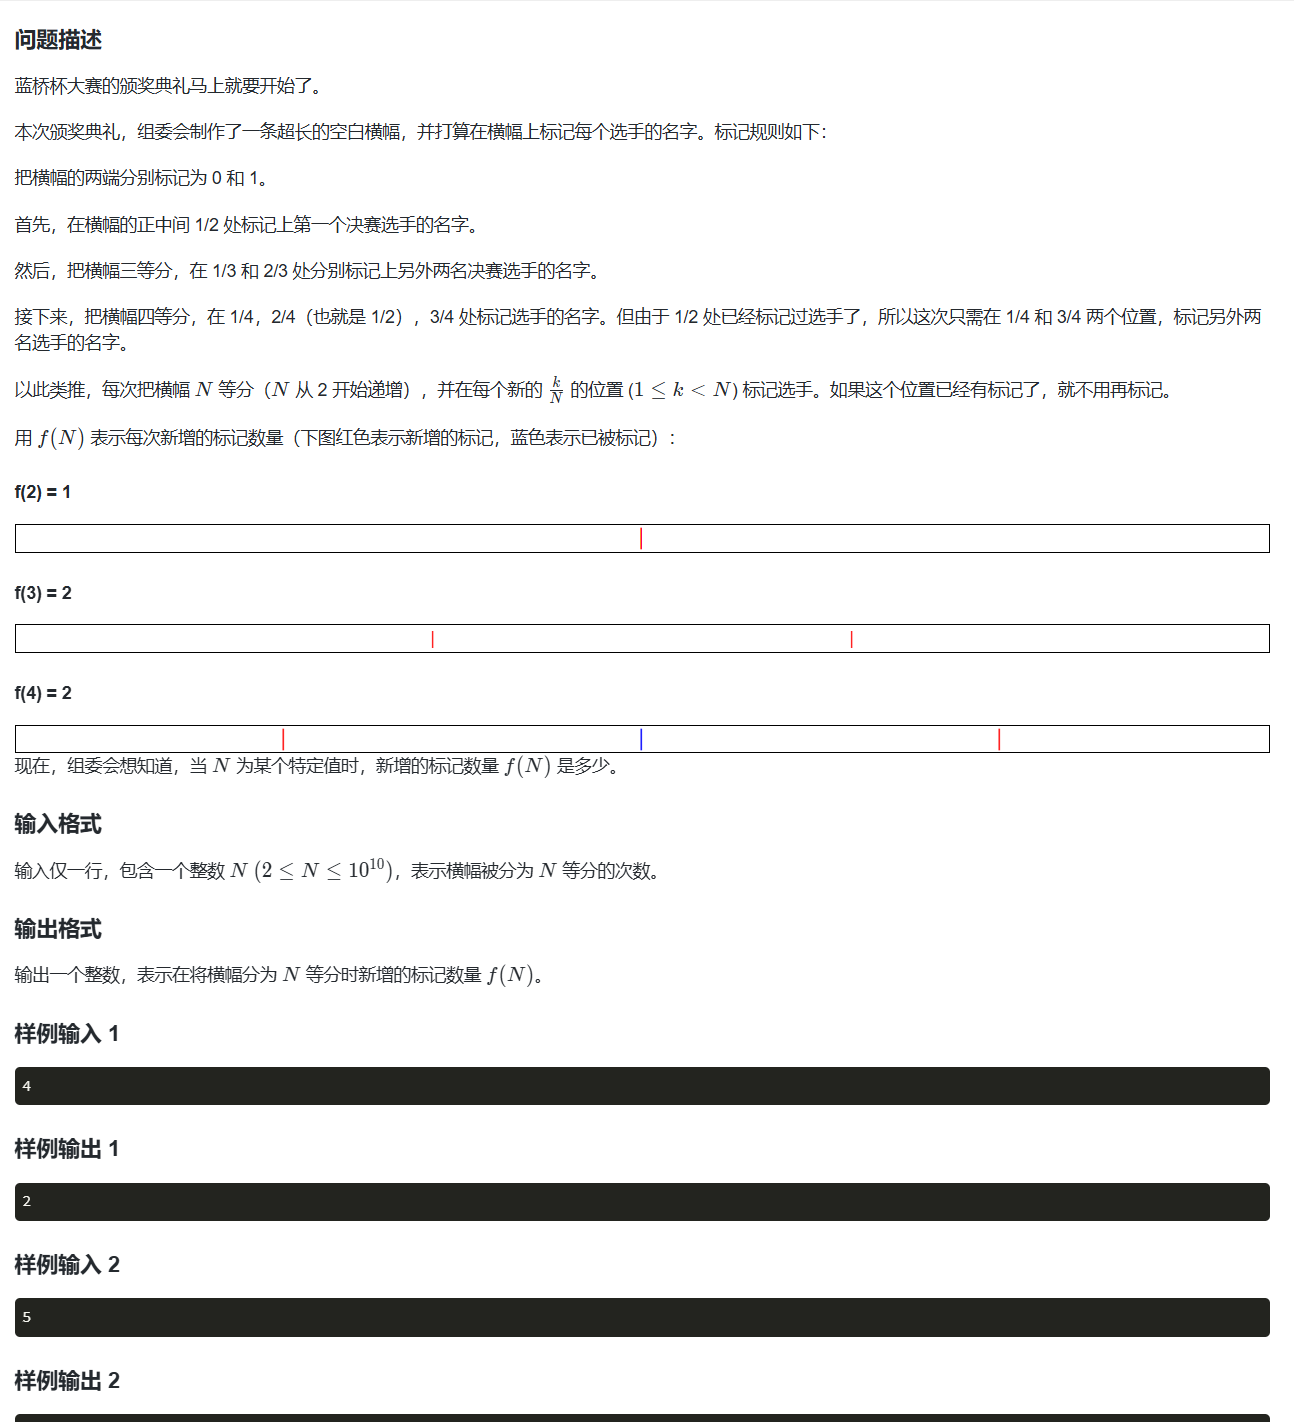 问题描述
蓝桥杯大赛的颁奖典礼马上就要开始了。
本次颁奖典礼，组委会制作了一条超长的空白横幅，并打算在横幅上标记每个选手的名字。标记规则如下：
把横幅的两端分别标记为 0 和 1。
首先，在横幅的正中间 1/2 处标记上第一个决赛选手的名字。
然后，把横幅三等分，在 1/3 和 2/3 处分别标记上另外两名决赛选手的名字。
接下来，把横幅四等分，在 1/4，2/4（也就是 1/2），3/4 处标记选手的名字。但由于 1/2 处已经标记过选手了，所以这次只需在 1/4 和 3/4 两个位置，标记另外两
名选手的名字。
以此类推，每次把横幅 N 等分（N 从 2 开始递增），并在每个新的 k/N 的位置 (1 ≤ k < N) 标记选手。如果这个位置已经有标记了，就不用再标记。
用 f(N) 表示每次新增的标记数量（下图红色表示新增的标记，蓝色表示已被标记）：
f(2) = 1
f(3) = 2
f(4) = 2
现在，组委会想知道，当 N 为某个特定值时，新增的标记数量 f(N) 是多少。
输入格式
输入仅一行，包含一个整数 N (2 ≤ N ≤ 10^10)，表示横幅被分为 N 等分的次数。
输出格式
输出一个整数，表示在将横幅分为 N 等分时新增的标记数量 f(N)。
样例输入 1
4
样例输出 1
2
样例输入 2
5
样例输出 2